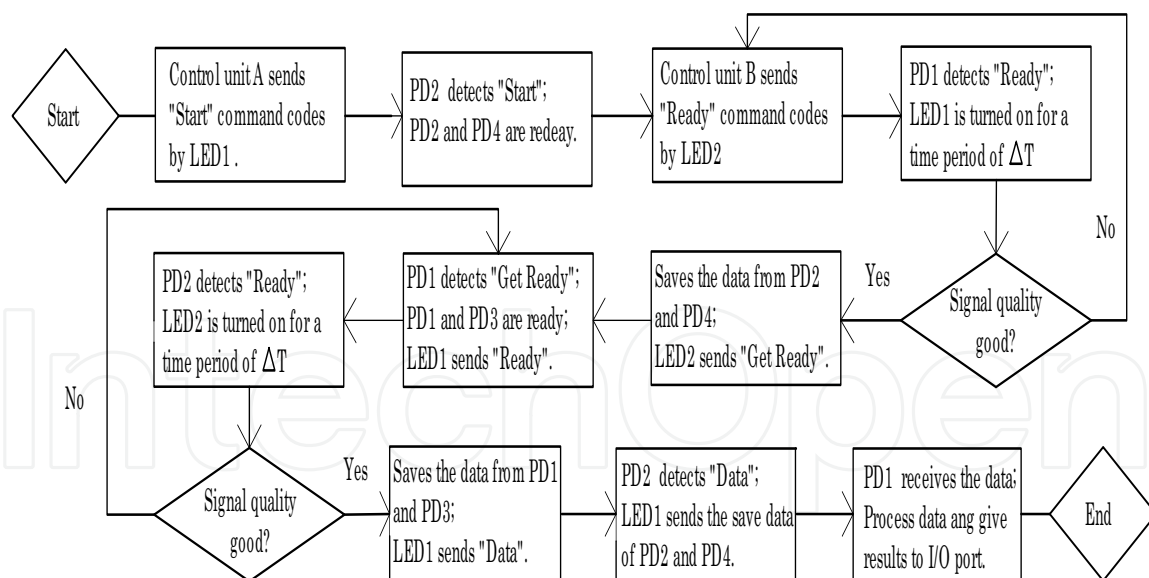 Start
Control unit A sends
"Start" command codes
by LED1 .
PD2 detects "Start";
PD2 and PD4 are redeay.
Control unit B sends
"Ready" command codes
by LED2
PD1 detects "Ready";
LED1 is turned on for a
time period of ΔT
No
Signal quality
good?
Yes
Saves the data from PD2
and PD4;
LED2 sends "Get Ready".
PD1 detects "Get Ready";
PD1 and PD3 are ready;
LED1 sends "Ready".
PD2 detects "Ready";
LED2 is turned on for a
time period of ΔT
No
Signal quality
good?
Yes
Saves the data from PD1
and PD3;
LED1 sends "Data".
PD2 detects "Data";
LED1 sends the save data
of PD2 and PD4.
PD1 receives the data;
Process data ang give
results to I/O port.
End
IntechOpen